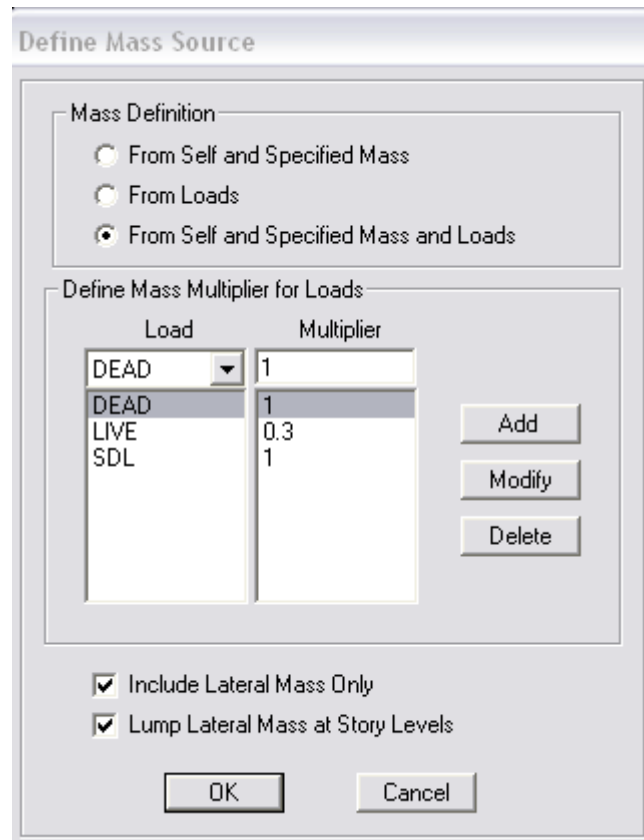 Define Mass Source
Mass Definition
From Self and Specified Mass
From Loads
From Self and Specified Mass and Loads
Define Mass Multiplier for Loads
Load Multiplier
DEAD 1
DEAD 1
LIVE 0.3
SDL 1
Add
Modify
Delete
Include Lateral Mass Only
Lump Lateral Mass at Story Levels
OK Cancel